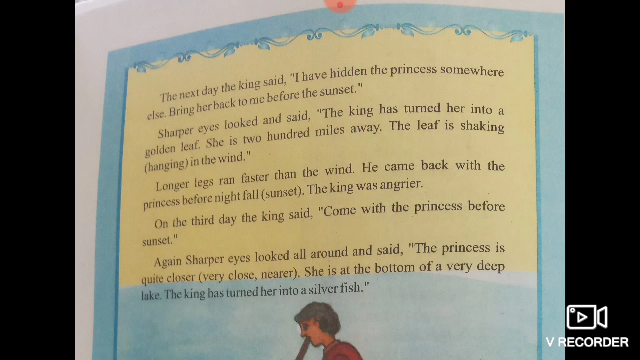 The next day the king said, "I have hidden the princess somewhere
else. Bring her back to me before the sunset."
Sharper eyes looked and said, "The king has turned her into a
golden leaf. She is two hundred miles away. The leaf is shaking
(hanging) in the wind."
Longer legs ran faster than the wind. He came back with the
princess before night fall (sunset). The king was angrier.
On the third day the king said, "Come with the princess before
sunset."
Again Sharper eyes looked all around and said, "The princess is
quite closer (very close, nearer). She is at the bottom of a very deep
lake. The king has turned her into a silver fish."
V RECORDER